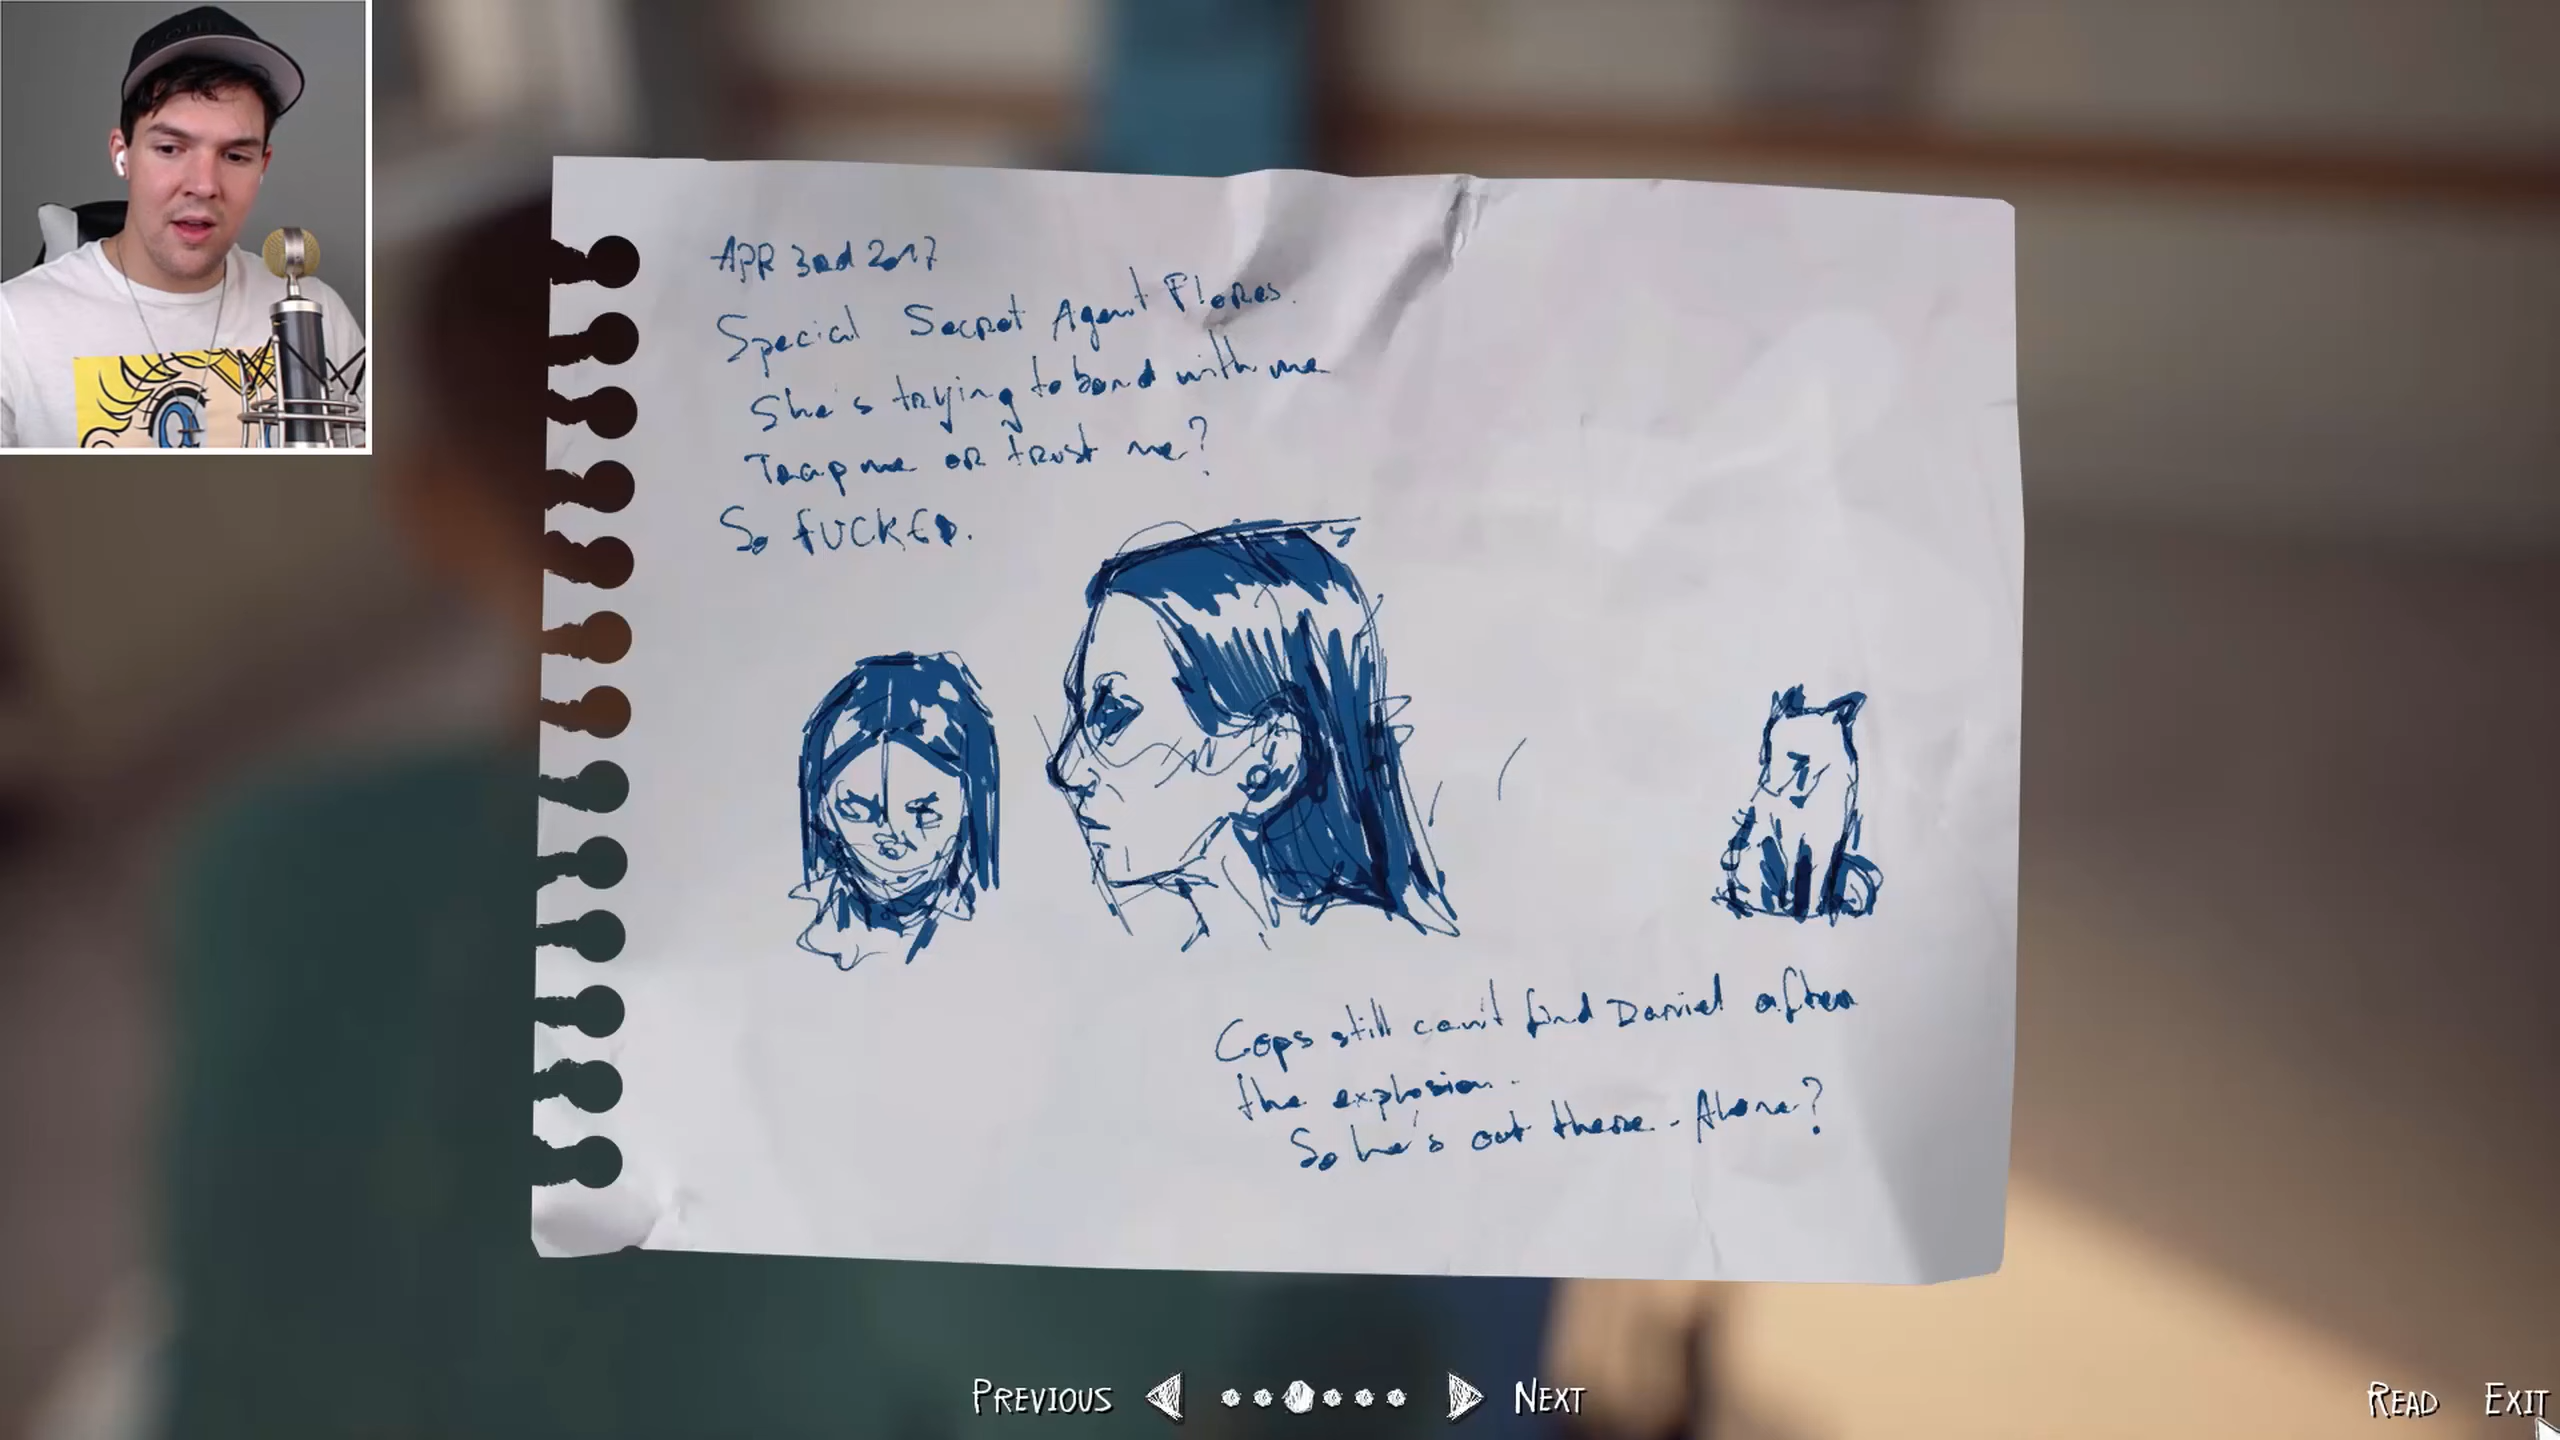 APR 3rd 2017
Special Secret Agent Flores.
She's trying to bond with me
Trap me or trust me?
So FUCKED.
Cops still can't find Daniel after
the explosion.
So he's out there. Alone?
PREVIOUS NEXT
READ EXIT